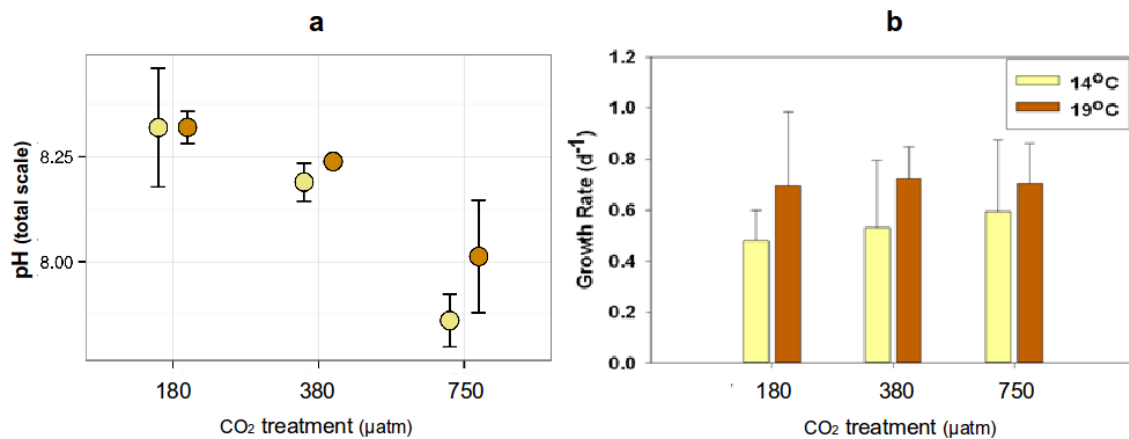 a
pH (total scale)
8.25
8.00
180
380
750
CO₂ treatment (µatm)
b
Growth Rate (d⁻¹)
1.2
1.0
0.8
0.6
0.4
0.2
0.0
14°C
19°C
180
380
750
CO₂ treatment (µatm)